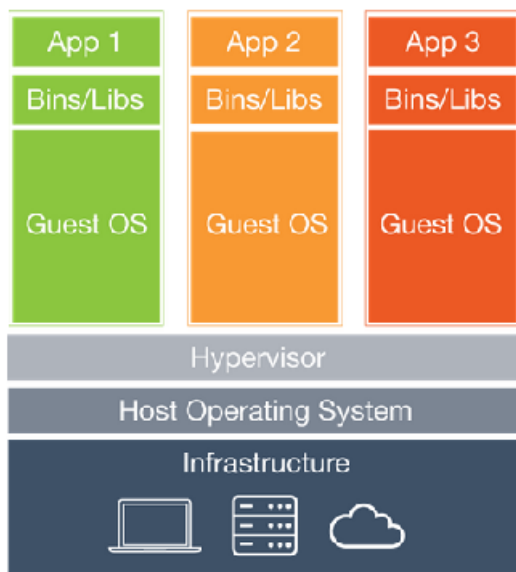 App 1 App 2 App 3
Bins/Libs Bins/Libs Bins/Libs
Guest OS Guest OS Guest OS
Hypervisor
Host Operating System
Infrastructure